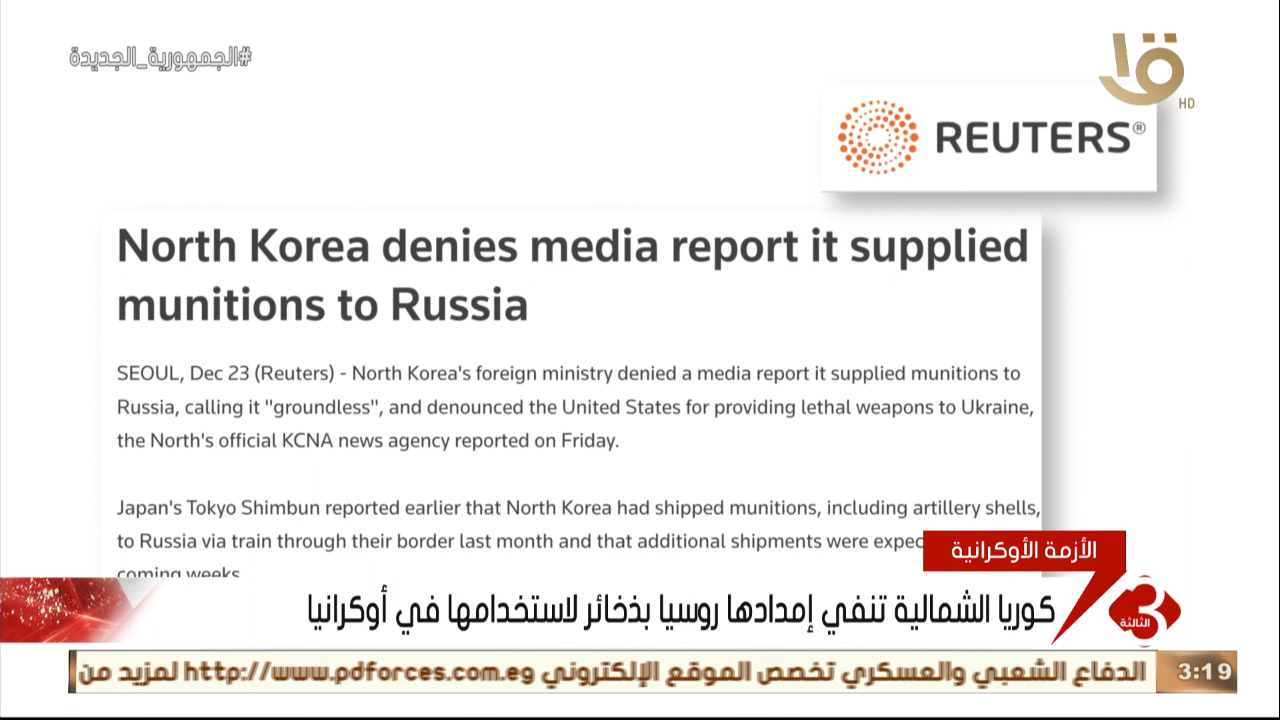 #الجمهورية_الجديدة
HD
REUTERS®
North Korea denies media report it supplied
munitions to Russia
SEOUL, Dec 23 (Reuters) - North Korea's foreign ministry denied a media report it supplied munitions to
Russia, calling it "groundless", and denounced the United States for providing lethal weapons to Ukraine,
the North's official KCNA news agency reported on Friday.
Japan's Tokyo Shimbun reported earlier that North Korea had shipped munitions, including artillery shells,
to Russia via train through their border last month and that additional shipments were expec
coming weeks
الأزمة الأوكرانية
كوريا الشمالية تنفي إمدادها روسيا بذخائر لاستخدامها في أوكرانيا
3
الثالثة
الدفاع الشعبي والعسكري تخصص الموقع الإلكتروني http://www.pdforces.com.eg لمزيد من
3:19